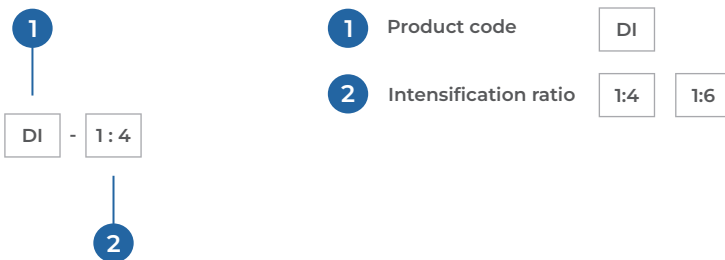 1
DI - 1 : 4
2
1 Product code DI
2 Intensification ratio 1:4 1:6